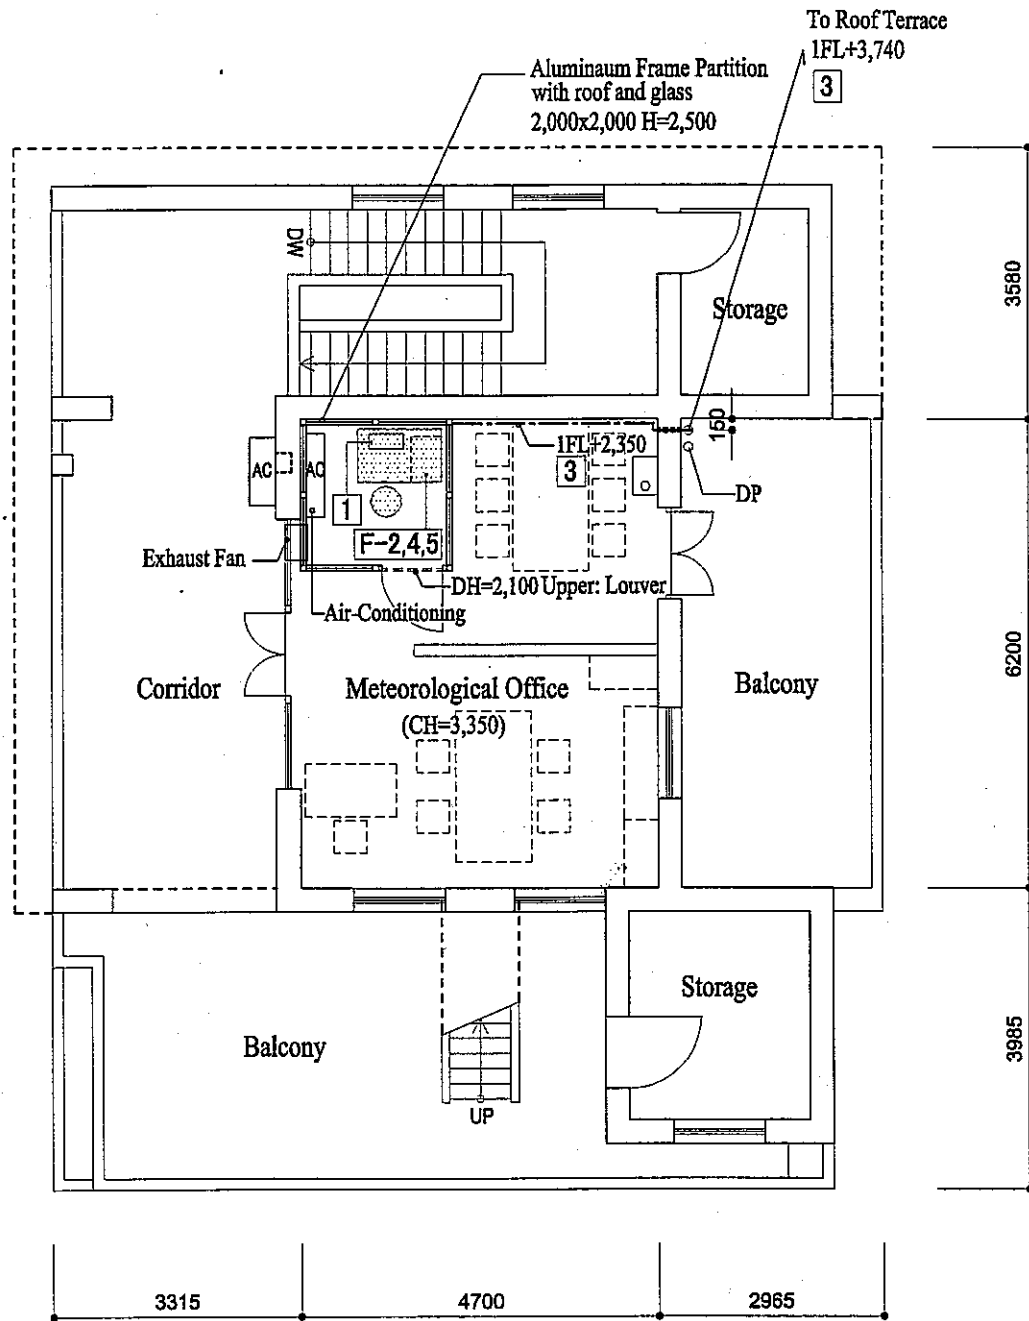 To Roof Terrace
1FL+3,740
3
Aluminaum Frame Partition
with roof and glass
2,000x2,000 H=2,500
DW
Storage
3580
150
1FL+2,350
3
AC
AC
1
DP
F-2,4,5
Exhaust Fan
DH=2,100 Upper: Louver
Air-Conditioning
Corridor
Meteorological Office
(CH=3,350)
Balcony
6200
Storage
Balcony
UP
3985
3315
4700
2965